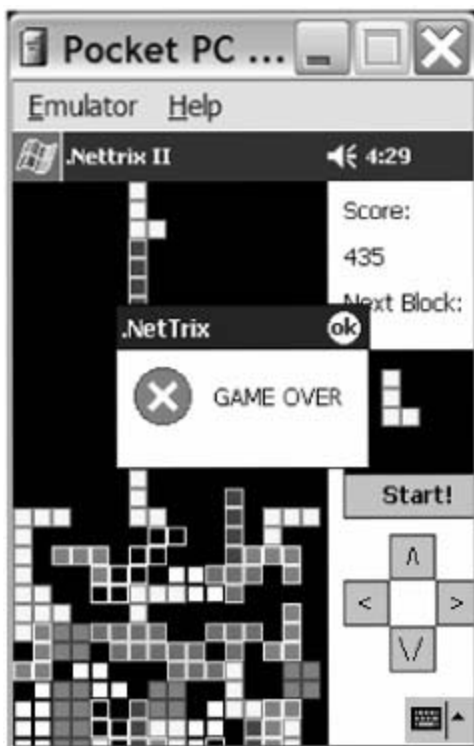 Pocket PC ...
Emulator Help
.Nettrix II 4:29
Score:
435
Next Block:
.NetTrix ok
GAME OVER
Start!